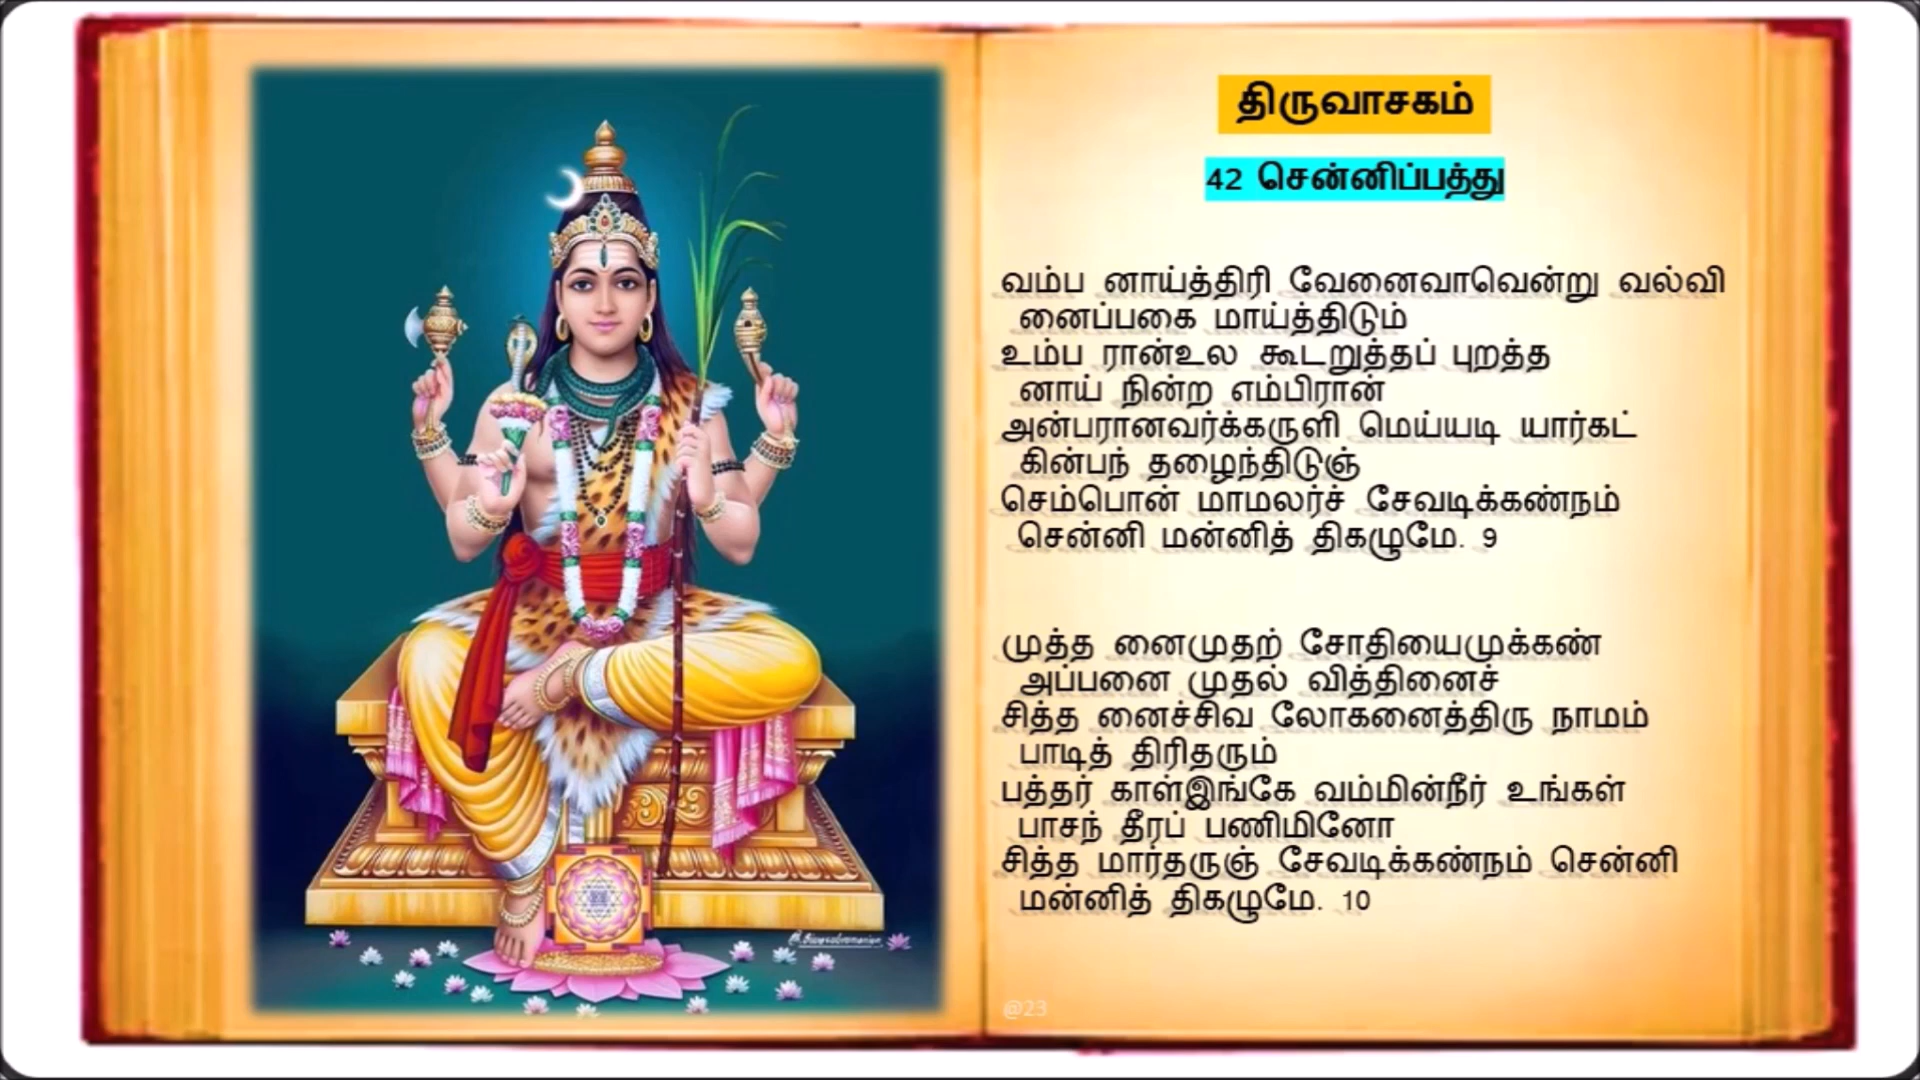 திருவாசகம்
42 சென்னிப்பத்து
வம்ப னாய்த்திரி வேனைவாவென்று வல்வி
னைப்பகை மாய்த்திடும்
உம்ப ரான்உல கூடறுத்தப் புறத்த
னாய் நின்ற எம்பிரான்
அன்பரானவர்க்கருளி மெய்யடி யார்கட்
கின்பந் தழைந்திடுஞ்
செம்பொன் மாமலர்ச் சேவடிக்கண்நம்
சென்னி மன்னித் திகழுமே. 9
முத்த னைமுதற் சோதியைமுக்கண்
அப்பனை முதல் வித்தினைச்
சித்த னைச்சிவ லோகனைத்திரு நாமம்
பாடித் திரிதரும்
பத்தர் காள்இங்கே வம்மின்நீர் உங்கள்
பாசந் தீரப் பணிமினோ
சித்த மார்தருஞ் சேவடிக்கண்நம் சென்னி
மன்னித் திகழுமே. 10
@23